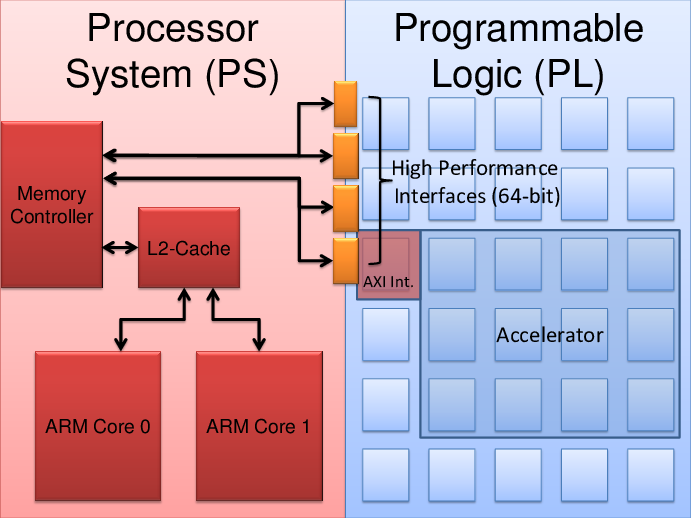 Processor
System (PS)
Programmable
Logic (PL)
High Performance
Interfaces (64-bit)
Memory
Controller
L2-Cache
AXI Int.
Accelerator
ARM Core 0
ARM Core 1